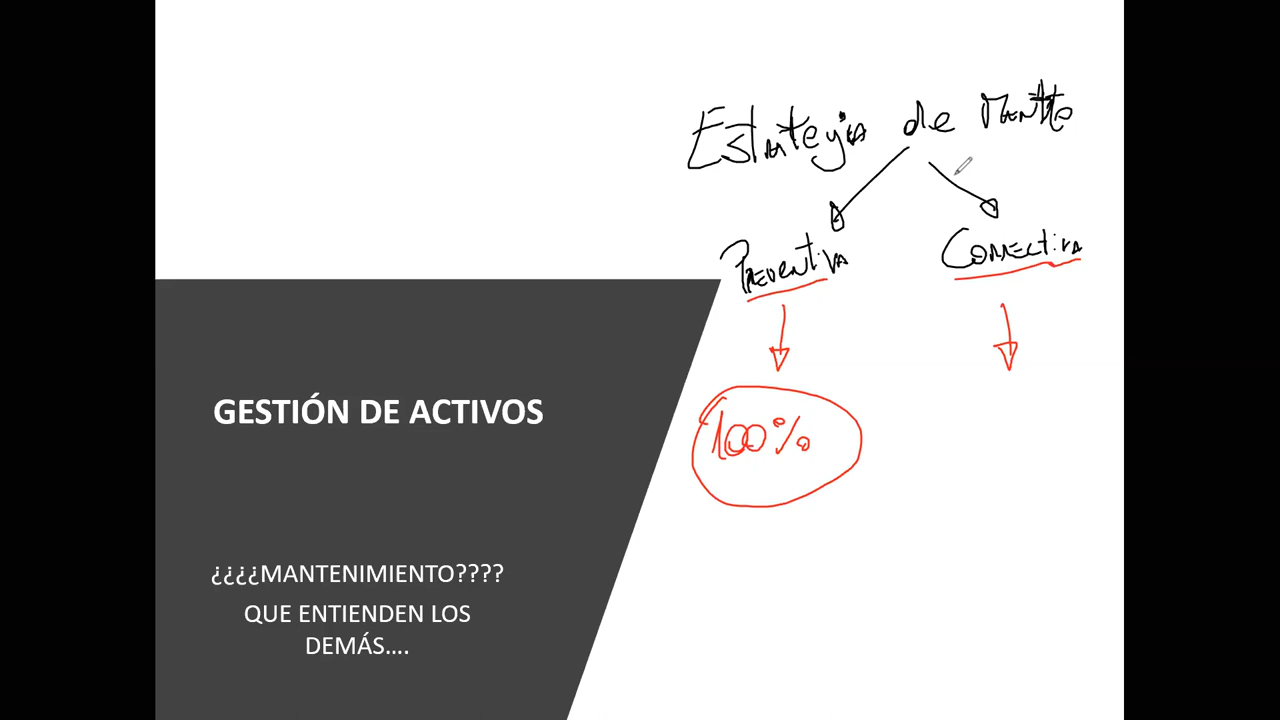 Estrategia de Mantto
Preventiva
Correctiva
100%
GESTIÓN DE ACTIVOS
¿¿¿¿MANTENIMIENTO????
QUE ENTIENDEN LOS
DEMÁS....